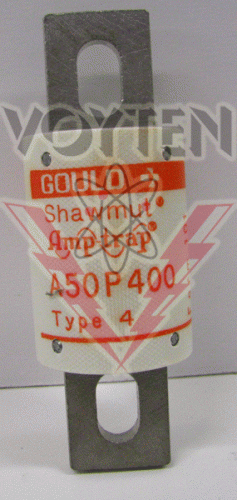 VOYTEN
GOULD
Shawmut
Amp-trap®
A50P400
Type 4